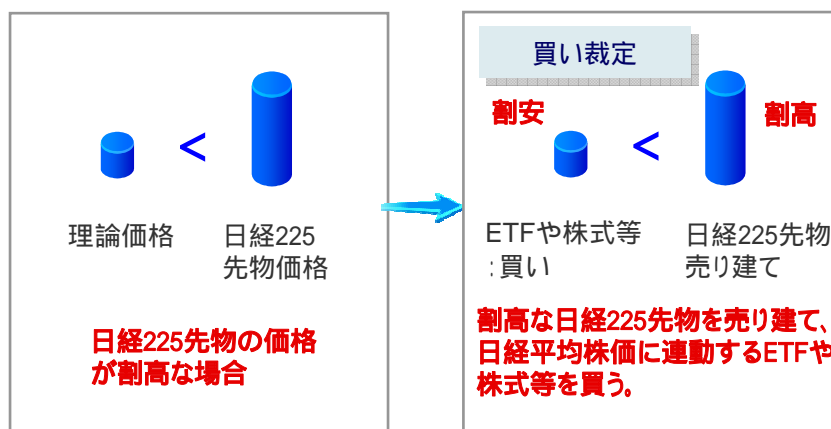 <
理論価格
日経225
先物価格
日経225先物の価格
が割高な場合
買い裁定
割安
割高
<
ETFや株式等
:買い
日経225先物
売り建て
割高な日経225先物を売り建て、
日経平均株価に連動するETFや
株式等を買う。